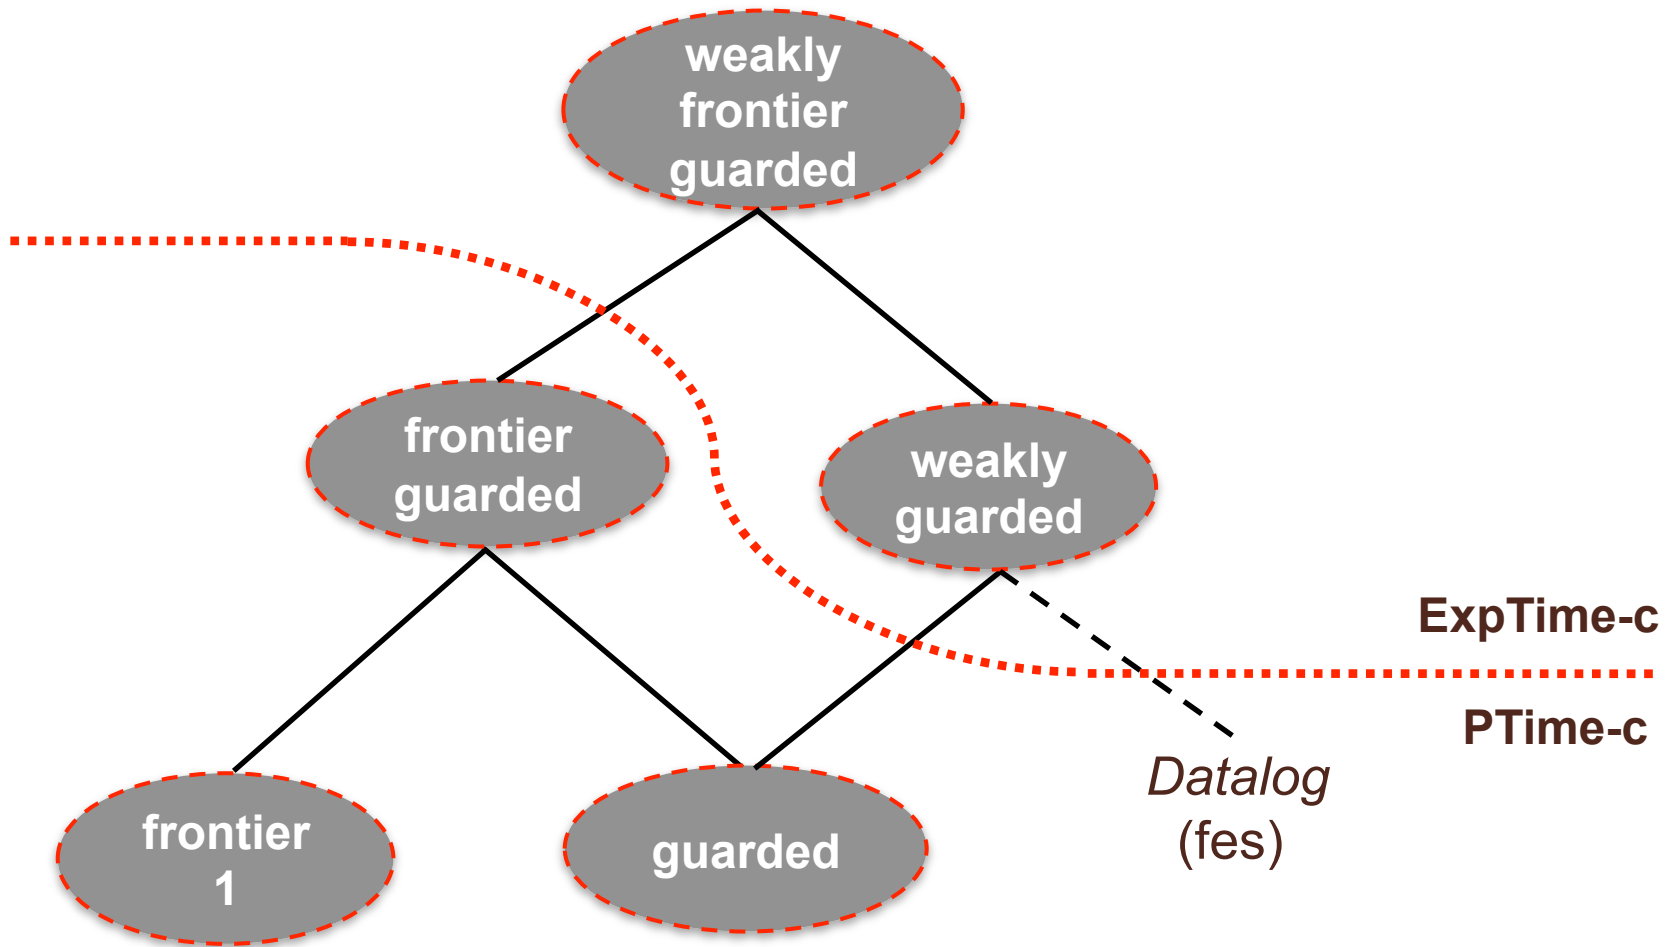 weakly
frontier
guarded
frontier
guarded
weakly
guarded
ExpTime-c
PTime-c
Datalog
(fes)
frontier
1
guarded